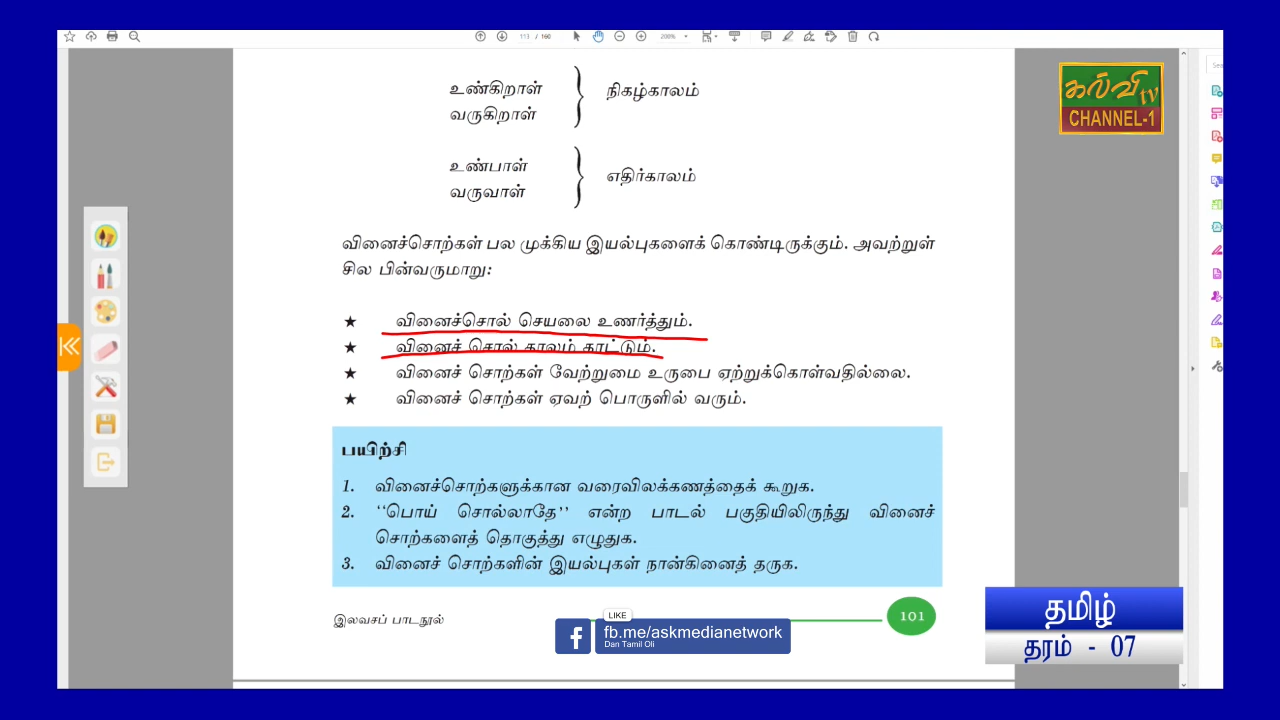 113 / 160
200%
உண்கிறாள்
வருகிறாள்
நிகழ்காலம்
கல்வி tv
CHANNEL-1
உண்பாள்
வருவாள்
எதிர்காலம்
வினைச்சொற்கள் பல முக்கிய இயல்புகளைக் கொண்டிருக்கும். அவற்றுள்
சில பின்வருமாறு:
★ வினைச்சொல் செயலை உணர்த்தும்.
★ வினைச் சொல் காலம் காட்டும்.
★ வினைச் சொற்கள் வேற்றுமை உருபை ஏற்றுக்கொள்வதில்லை.
★ வினைச் சொற்கள் ஏவற் பொருளில் வரும்.
பயிற்சி
1. வினைச்சொற்களுக்கான வரைவிலக்கணத்தைக் கூறுக.
2. ‘‘பொய் சொல்லாதே’’ என்ற பாடல் பகுதியிலிருந்து வினைச்
சொற்களைத் தொகுத்து எழுதுக.
3. வினைச் சொற்களின் இயல்புகள் நான்கினைத் தருக.
இலவசப் பாடநூல்
101
LIKE
fb.me/askmedianetwork
Dan Tamil Oli
தமிழ்
தரம் - 07